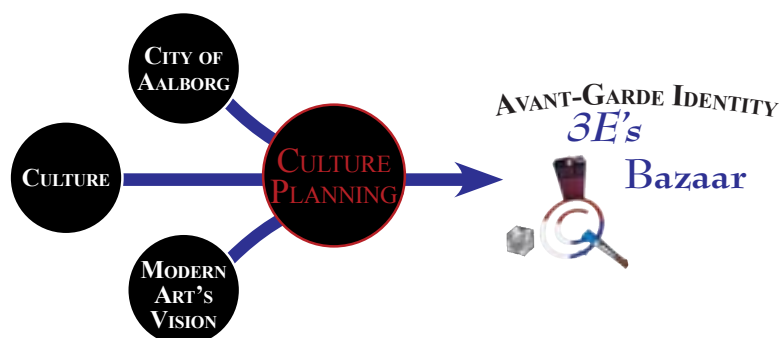 City of
Aalborg
Culture
Modern
Art's
Vision
Culture
Planning
Avant-Garde Identity
3E's
Bazaar